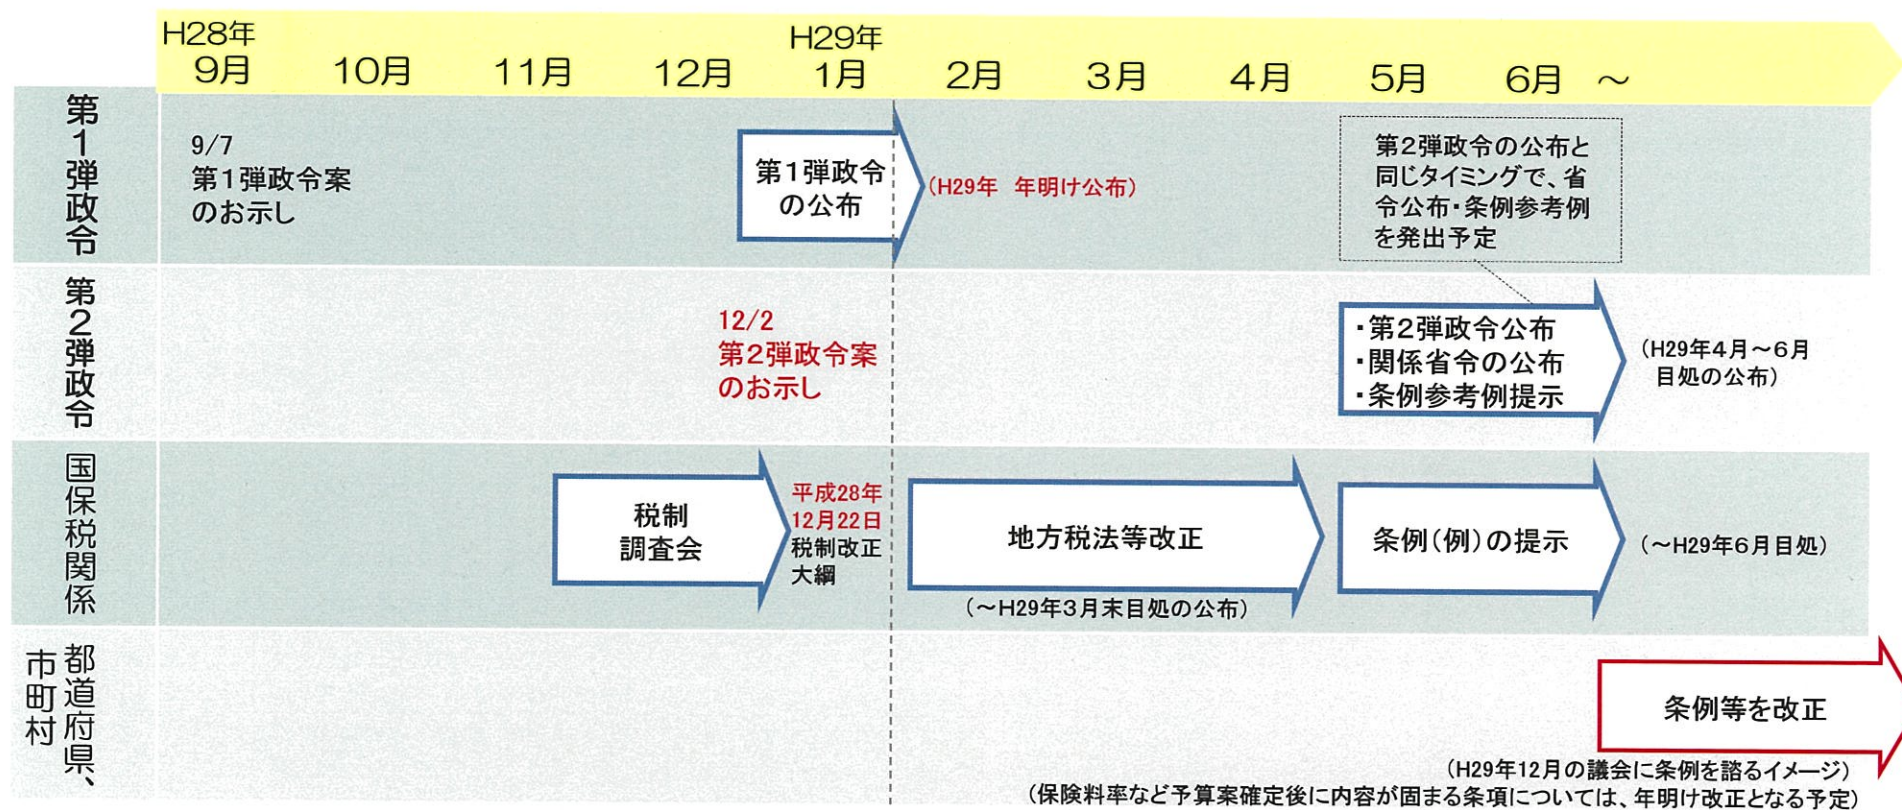 H28年
9月
10月
11月
12月
H29年
1月
2月
3月
4月
5月
6月 ～
第1弾政令
9/7
第1弾政令案
のお示し
第1弾政令
の公布
(H29年　年明け公布)
第2弾政令の公布と
同じタイミングで、省
令公布・条例参考例
を発出予定
第2弾政令
12/2
第2弾政令案
のお示し
・第2弾政令公布
・関係省令の公布
・条例参考例提示
(H29年4月～6月
目処の公布)
国保税関係
税制
調査会
平成28年
12月22日
税制改正
大綱
地方税法等改正
(～H29年3月末目処の公布)
条例(例)の提示
(～H29年6月目処)
都道府県、
市町村
条例等を改正
(H29年12月の議会に条例を諮るイメージ)
(保険料率など予算案確定後に内容が固まる条項については、年明け改正となる予定)